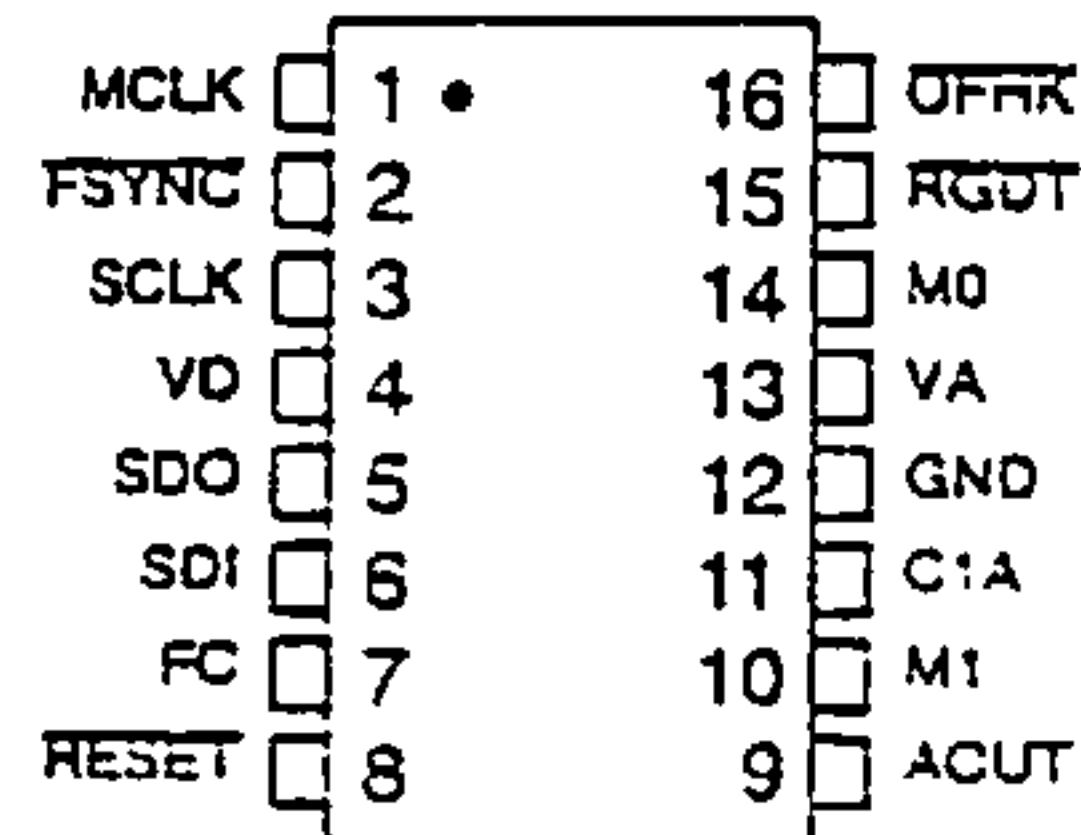 MCLK 1 16 OFHK
FSYNC 2 15 RGDT
SCLK 3 14 M0
VD 4 13 VA
SDO 5 12 GND
SDI 6 11 C1A
FC 7 10 M1
RESET 8 9 AOUT